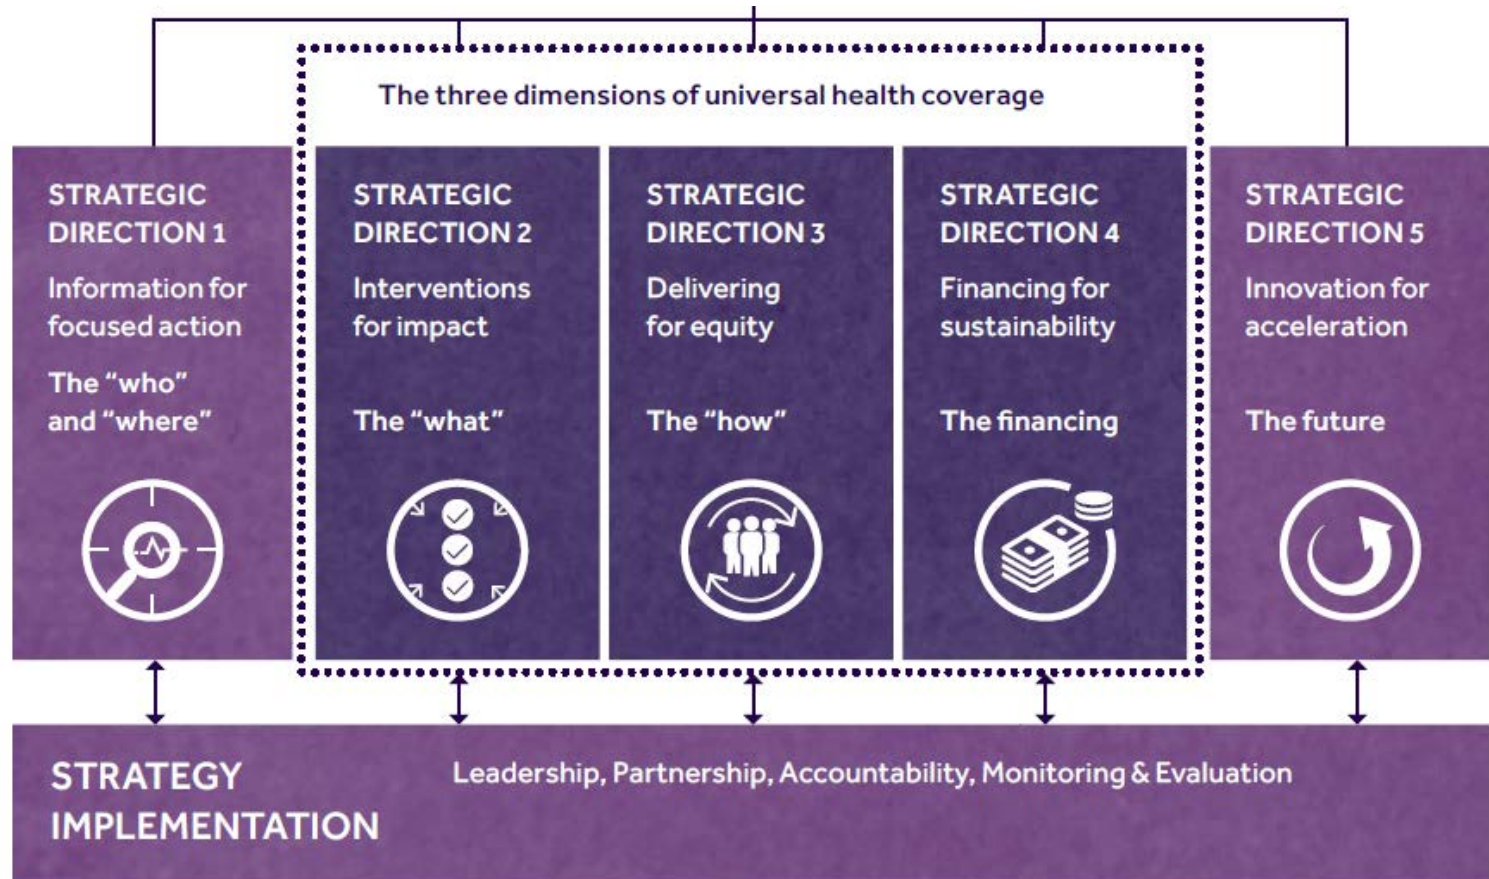 The three dimensions of universal health coverage
STRATEGIC
DIRECTION 1
Information for
focused action
The “who”
and “where”
STRATEGIC
DIRECTION 2
Interventions
for impact
The “what”
STRATEGIC
DIRECTION 3
Delivering
for equity
The “how”
STRATEGIC
DIRECTION 4
Financing for
sustainability
The financing
STRATEGIC
DIRECTION 5
Innovation for
acceleration
The future
STRATEGY
IMPLEMENTATION
Leadership, Partnership, Accountability, Monitoring & Evaluation